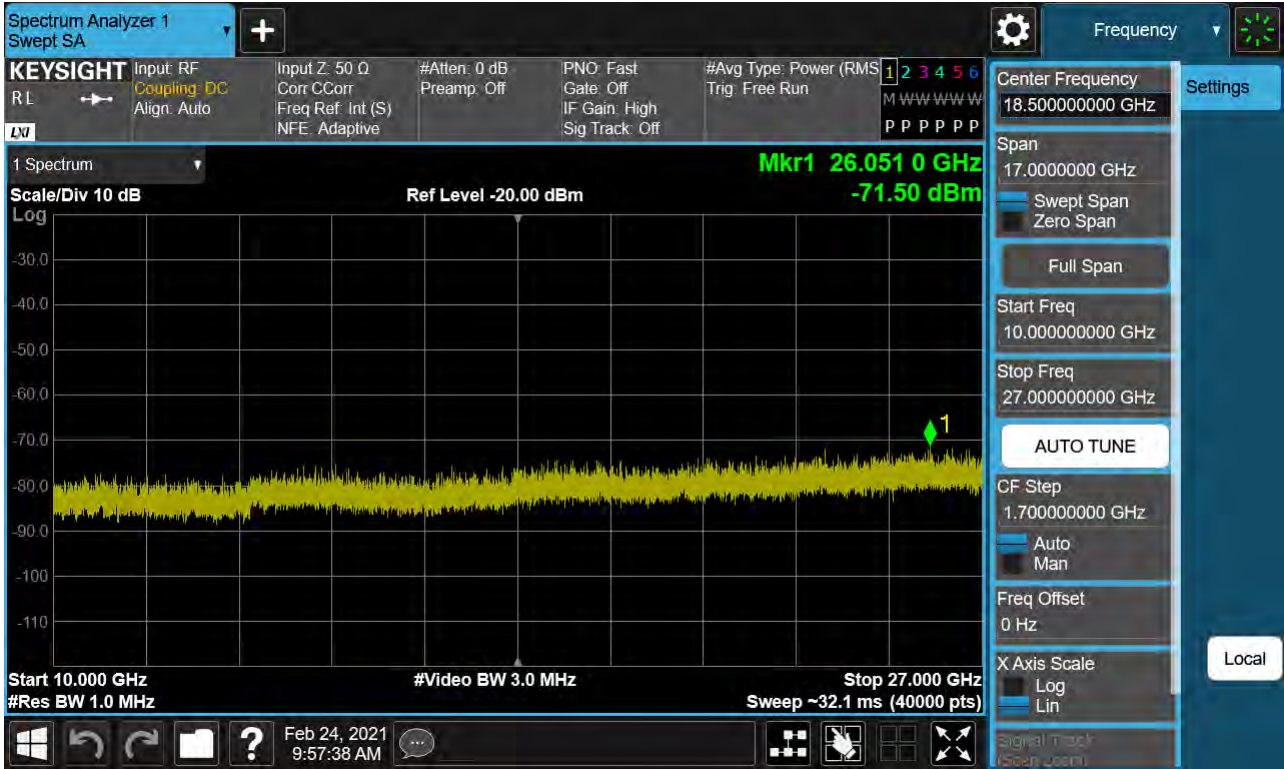 Spectrum Analyzer 1
Swept SA
Frequency
KEYSIGHT
R L
LXI
Input: RF
Coupling: DC
Align: Auto
Input Z: 50 Ω
Corr CCorr
Freq Ref: Int (S)
NFE: Adaptive
#Atten: 0 dB
Preamp: Off
PNO: Fast
Gate: Off
IF Gain: High
Sig Track: Off
#Avg Type: Power (RMS
Trig: Free Run
1 2 3 4 5 6
M W W W W W
P P P P P P
1 Spectrum
Mkr1 26.051 0 GHz
Scale/Div 10 dB
Ref Level -20.00 dBm
-71.50 dBm
Log
-30.0
-40.0
-50.0
-60.0
-70.0
1
-80.0
-90.0
-100
-110
Start 10.000 GHz
#Video BW 3.0 MHz
Stop 27.000 GHz
#Res BW 1.0 MHz
Sweep ~32.1 ms (40000 pts)
Feb 24, 2021
9:57:38 AM
Center Frequency
18.500000000 GHz
Settings
Span
17.0000000 GHz
Swept Span
Zero Span
Full Span
Start Freq
10.000000000 GHz
Stop Freq
27.000000000 GHz
AUTO TUNE
CF Step
1.700000000 GHz
Auto
Man
Freq Offset
0 Hz
X Axis Scale
Log
Lin
Local
Signal Track
(Span Zoom)